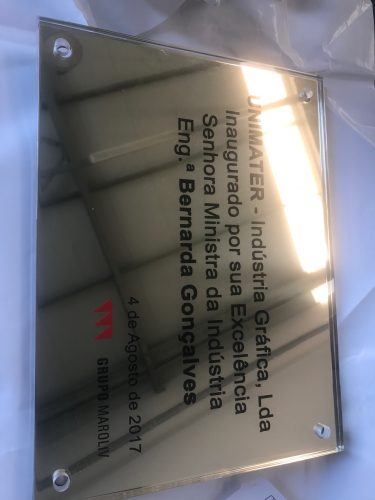 UNIMATER - Indústria Gráfica, Lda
Inaugurado por sua Excelência
Senhora Ministra da Indústria
Eng.ª Bernarda Gonçalves
4 de Agosto de 2017
GRUPO MAROLIV